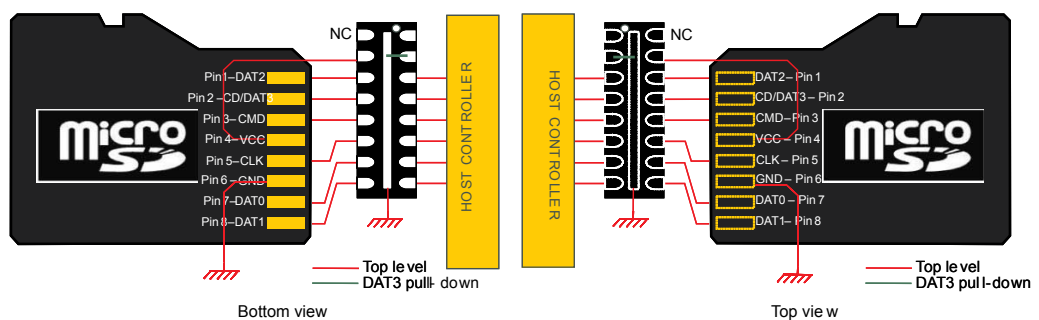 NC
Pin1–DAT2
Pin 2 –CD/DAT3
Pin 3–CMD
Pin 4–VCC
Pin 5–CLK
Pin 6–GND
Pin 7–DAT0
Pin 8–DAT1
micro
SD
HOST CONTROLLER
Top level
DAT3 pull- down
Bottom view
HOST CONTROLLER
NC
DAT2– Pin 1
CD/DAT3– Pin 2
CMD–Pin 3
VCC – Pin 4
CLK – Pin 5
GND – Pin 6
DAT0 – Pin 7
DAT1– Pin 8
micro
SD
Top level
DAT3 pull-down
Top view